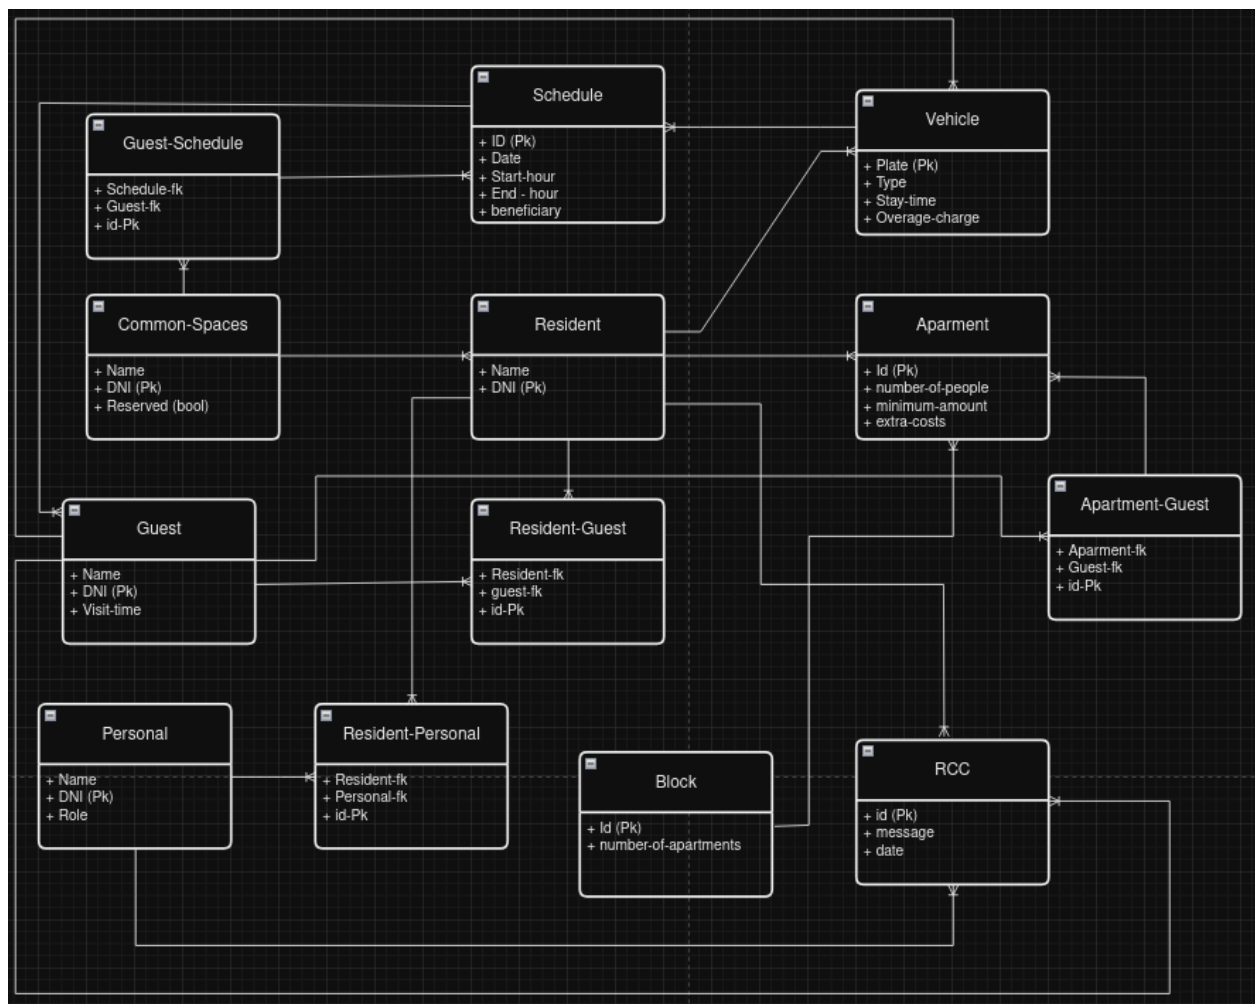 Schedule
+ ID (Pk)
+ Date
+ Start-hour
+ End - hour
+ beneficiary
Vehicle
+ Plate (Pk)
+ Type
+ Stay-time
+ Overage-charge
Guest-Schedule
+ Schedule-fk
+ Guest-fk
+ id-Pk
Common-Spaces
+ Name
+ DNI (Pk)
+ Reserved (bool)
Resident
+ Name
+ DNI (Pk)
Aparment
+ Id (Pk)
+ number-of-people
+ minimum-amount
+ extra-costs
Guest
+ Name
+ DNI (Pk)
+ Visit-time
Resident-Guest
+ Resident-fk
+ guest-fk
+ id-Pk
Apartment-Guest
+ Aparment-fk
+ Guest-fk
+ id-Pk
Personal
+ Name
+ DNI (Pk)
+ Role
Resident-Personal
+ Resident-fk
+ Personal-fk
+ id-Pk
Block
+ Id (Pk)
+ number-of-apartments
RCC
+ id (Pk)
+ message
+ date